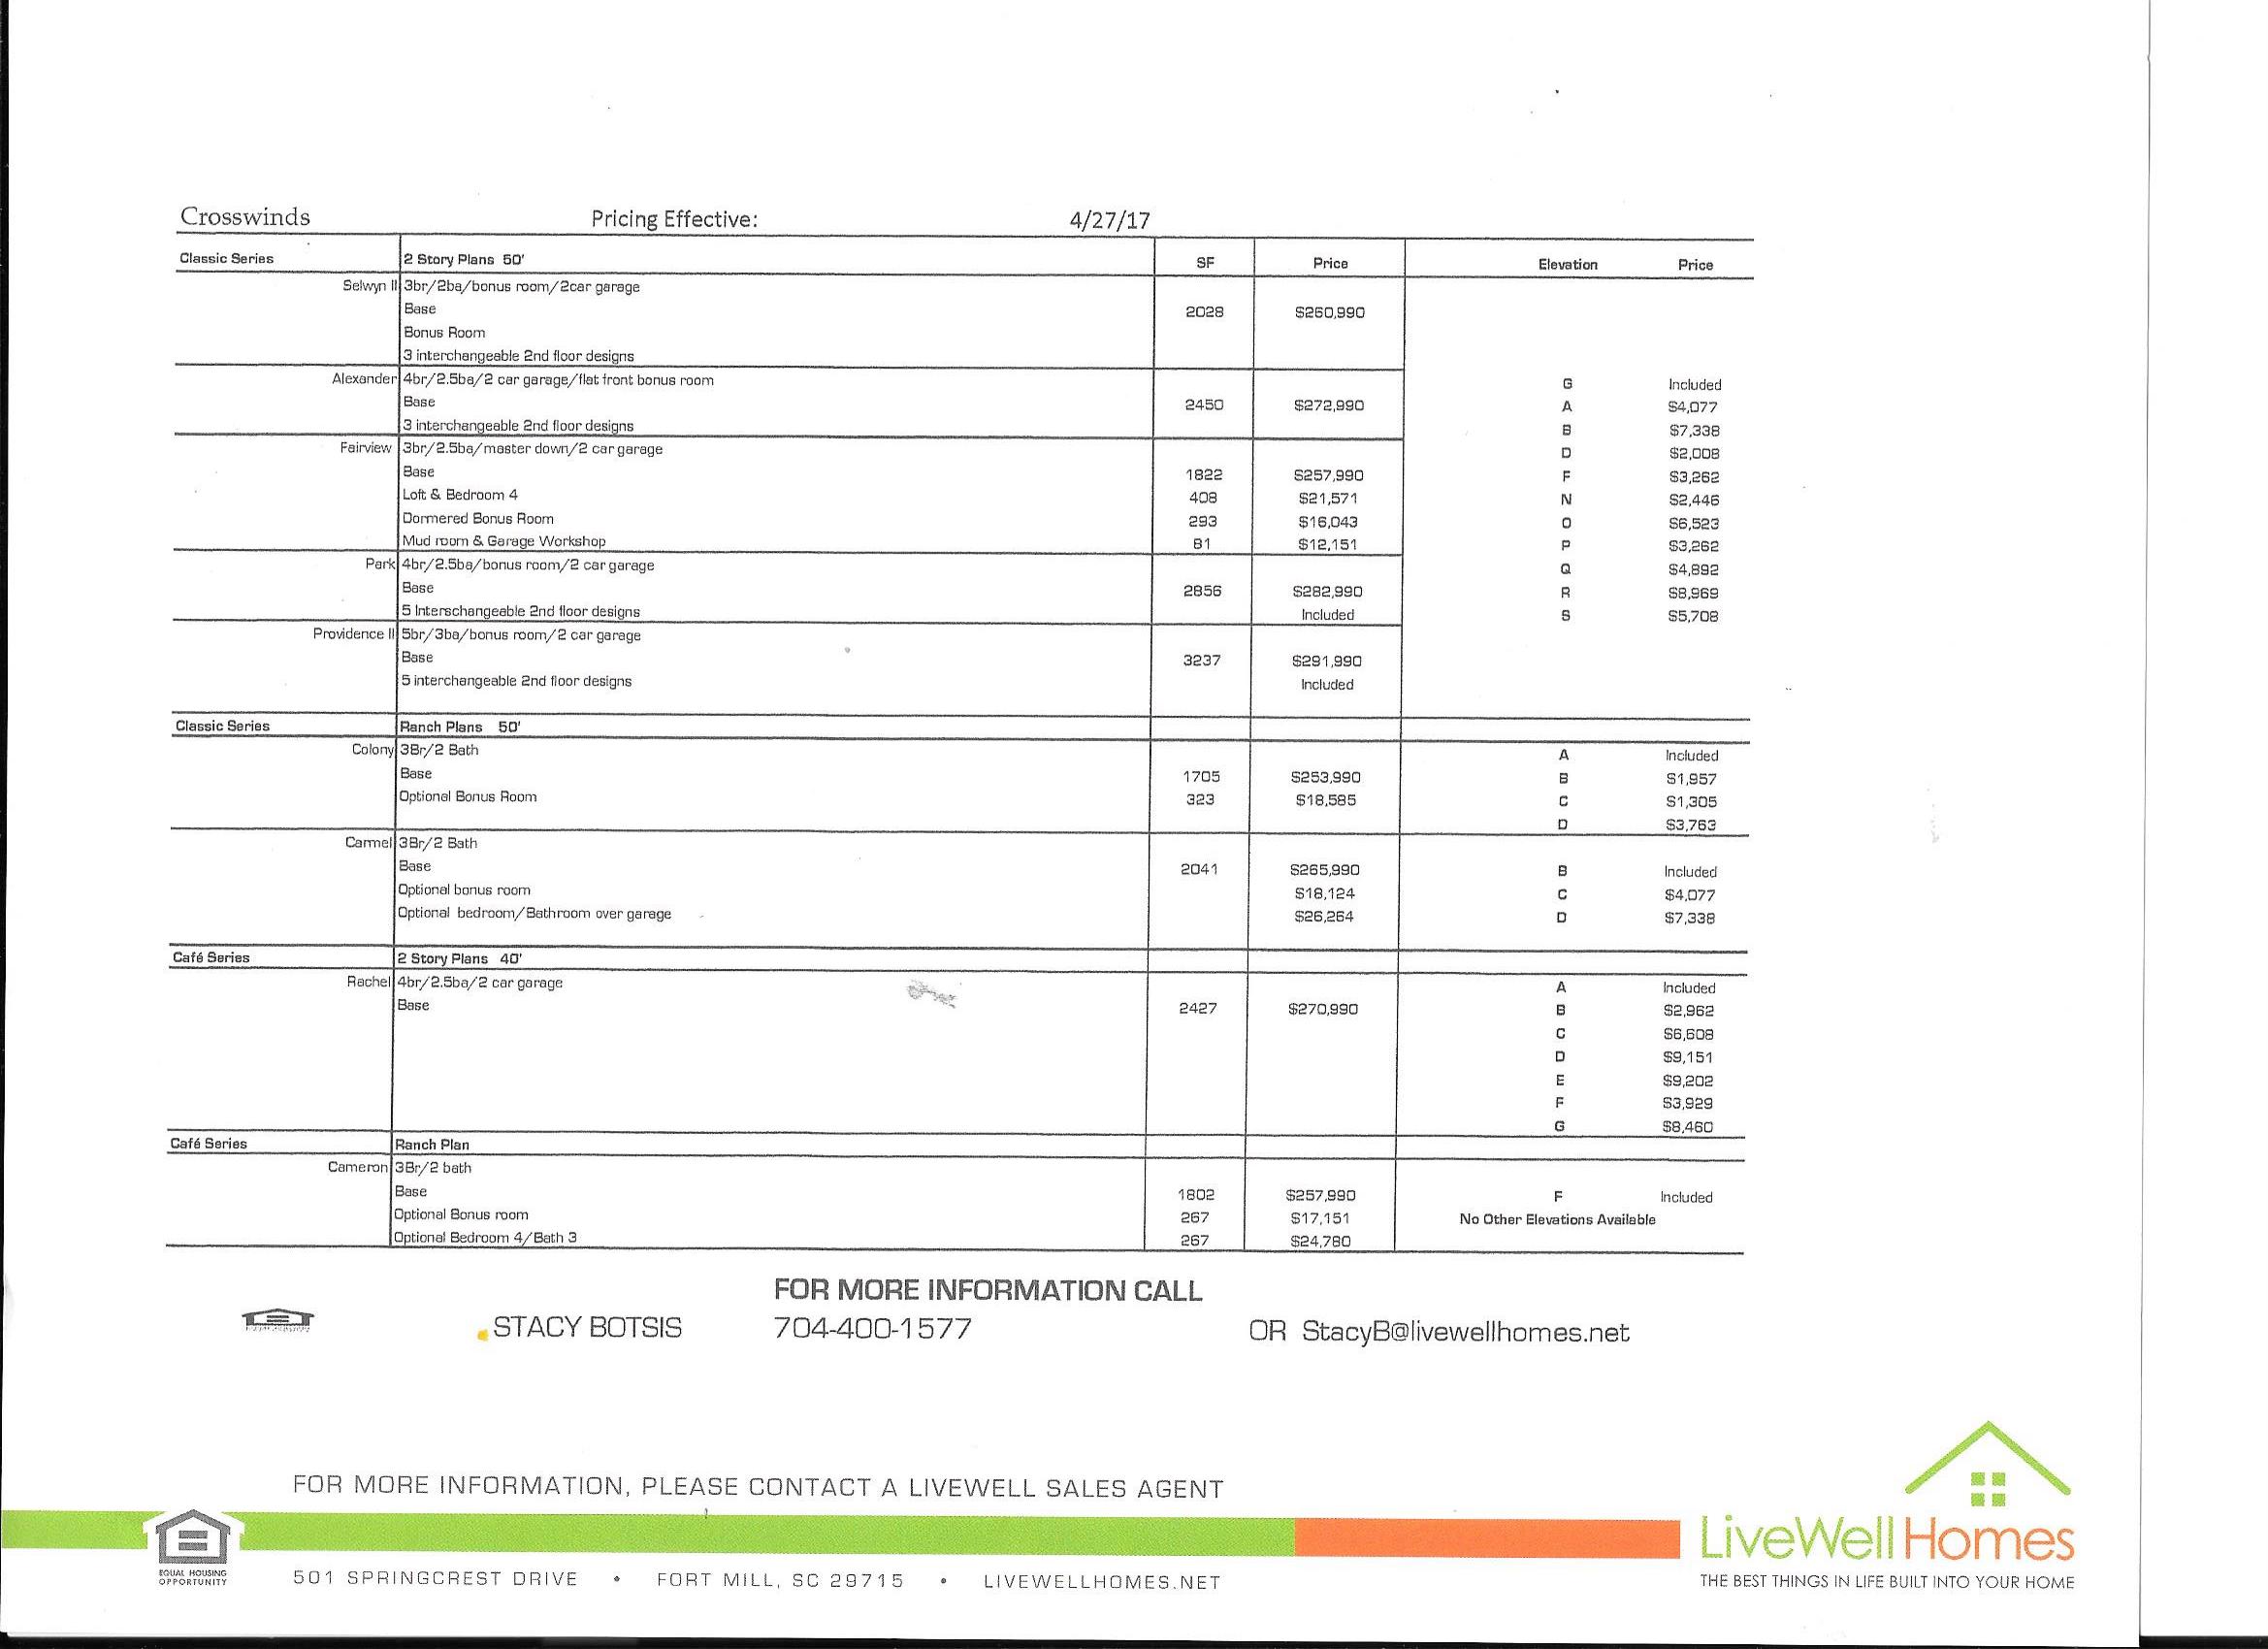 Crosswinds Pricing Effective: 4/27/17
Classic Series 2 Story Plans 50' SF Price Elevation Price
Selwyn II 3br/2ba/bonus room/2car garage
Base 2028 $260,990
Bonus Room
3 interchangeable 2nd floor designs
Alexander 4br/2.5ba/2 car garage/flat front bonus room G Included
Base 2450 $272,990 A $4,077
3 interchangeable 2nd floor designs B $7,338
Fairview 3br/2.5ba/master down/2 car garage D $2,008
Base 1822 $257,990 F $3,262
Loft & Bedroom 4 408 $21,571 N $2,446
Dormered Bonus Room 293 $16,043 O $6,523
Mud room & Garage Workshop 81 $12,151 P $3,262
Park 4br/2.5ba/bonus room/2 car garage Q $4,892
Base 2856 $282,990 R $8,969
5 Interschangeable 2nd floor designs Included S $5,708
Providence II 5br/3ba/bonus room/2 car garage
Base 3237 $291,990
5 interchangeable 2nd floor designs Included
Classic Series Ranch Plans 50'
Colony 3Br/2 Bath A Included
Base 1705 $253,990 B $1,957
Optional Bonus Room 323 $18,585 C $1,305
D $3,763
Carmel 3Br/2 Bath
Base 2041 $265,990 B Included
Optional bonus room $18,124 C $4,077
Optional bedroom/Bathroom over garage $26,264 D $7,338
Café Series 2 Story Plans 40'
Rachel 4br/2.5ba/2 car garage A Included
Base 2427 $270,990 B $2,962
C $6,608
D $9,151
E $9,202
F $3,929
G $8,460
Café Series Ranch Plan
Cameron 3Br/2 bath
Base 1802 $257,990 F Included
Optional Bonus room 267 $17,151 No Other Elevations Available
Optional Bedroom 4/Bath 3 267 $24,780
FOR MORE INFORMATION CALL
STACY BOTSIS 704-400-1577 OR StacyB@livewellhomes.net
FOR MORE INFORMATION, PLEASE CONTACT A LIVEWELL SALES AGENT
LiveWellHomes
EQUAL HOUSING
OPPORTUNITY
501 SPRINGCREST DRIVE • FORT MILL, SC 29715 • LIVEWELLHOMES.NET
THE BEST THINGS IN LIFE BUILT INTO YOUR HOME